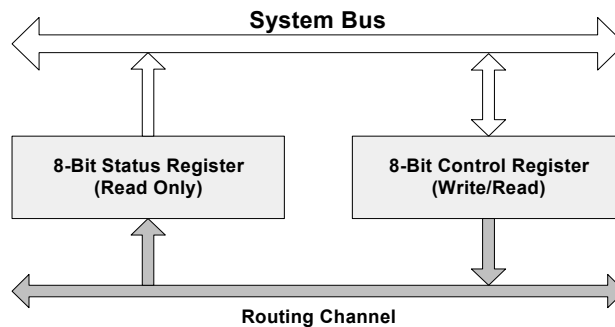 System Bus
8-Bit Status Register
(Read Only)
8-Bit Control Register
(Write/Read)
Routing Channel